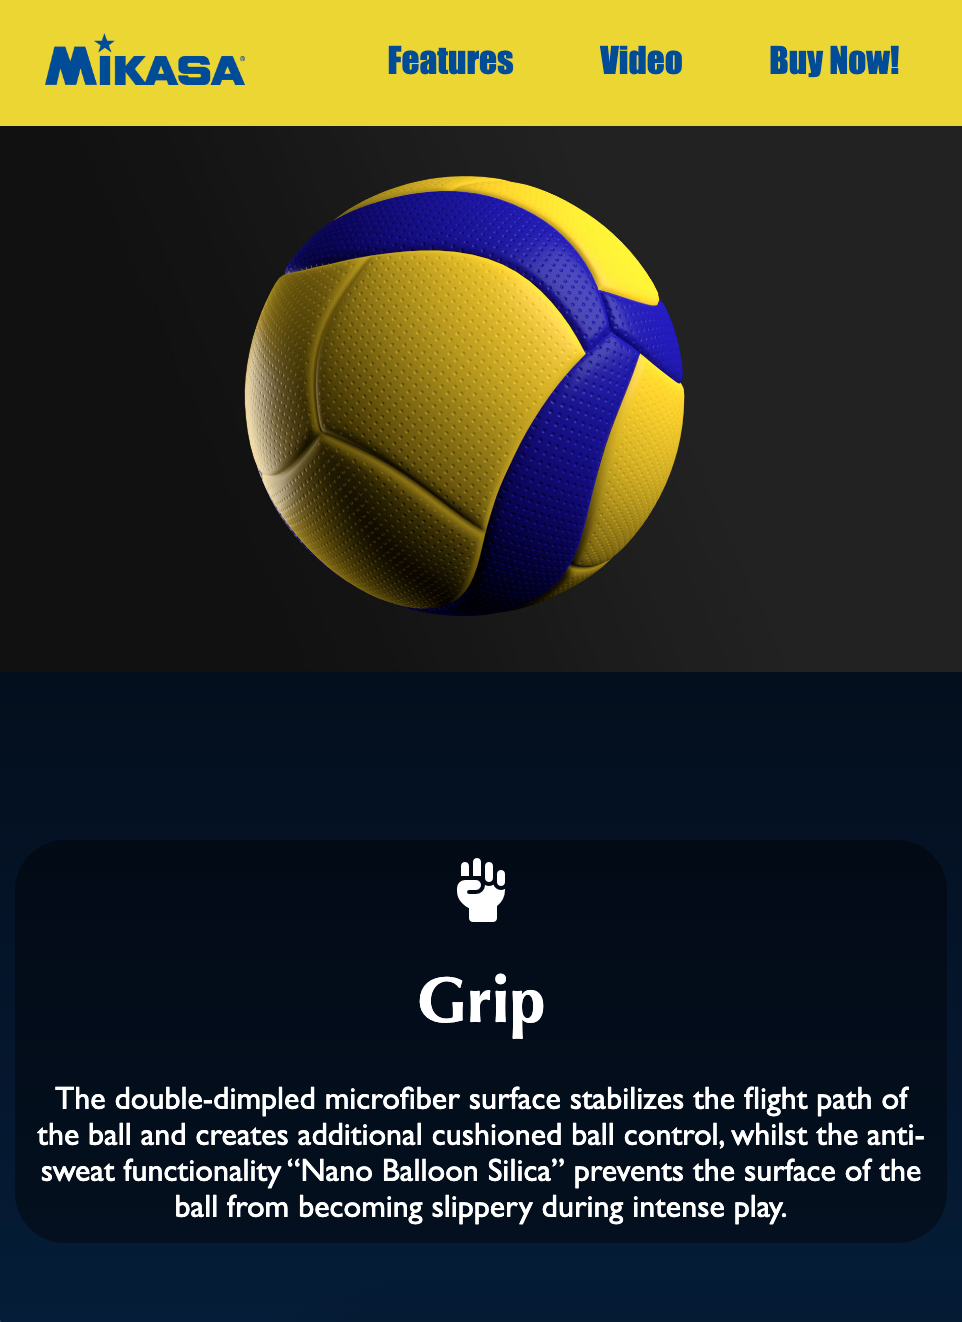 MiKASA®
Features Video Buy Now!
Grip
The double-dimpled microfiber surface stabilizes the flight path of
the ball and creates additional cushioned ball control, whilst the anti-
sweat functionality “Nano Balloon Silica” prevents the surface of the
ball from becoming slippery during intense play.